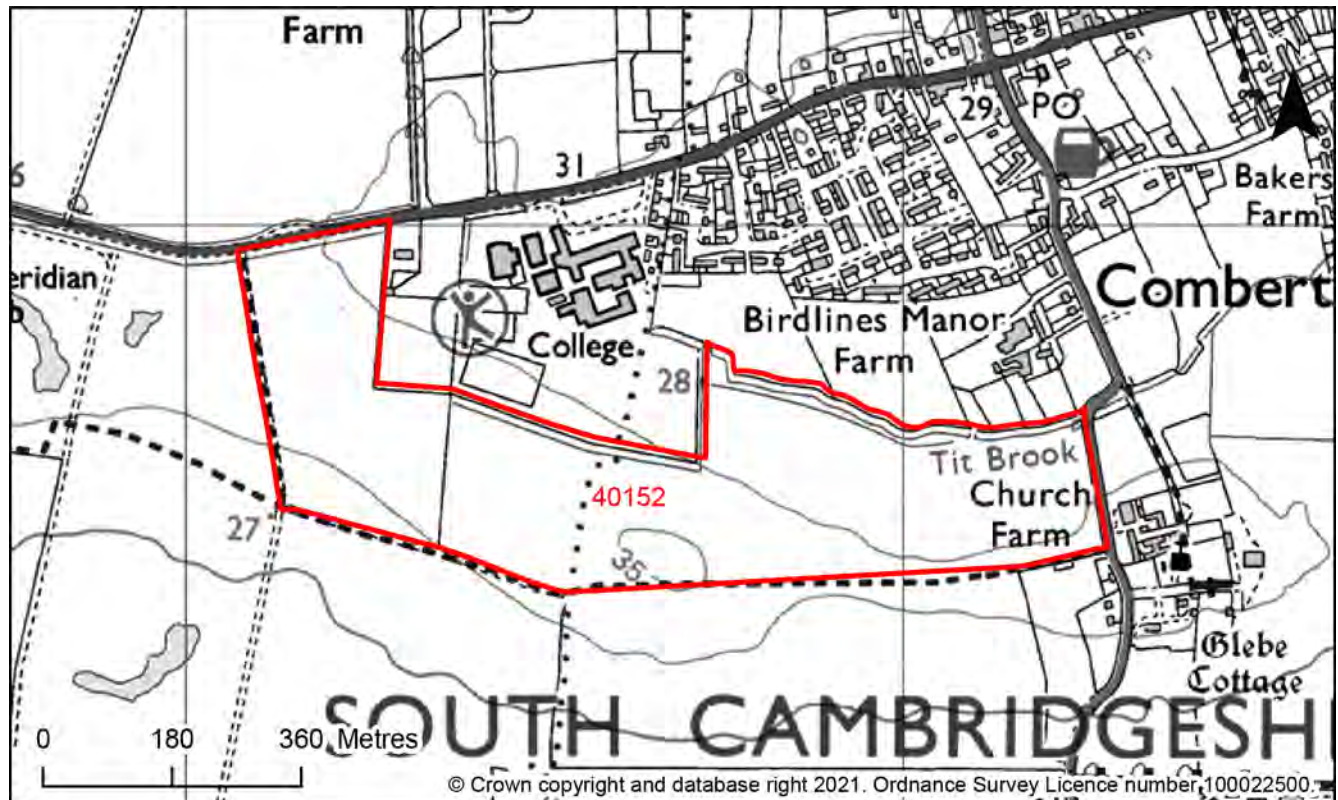 Farm
29
PO
31
Bakers
Farm
6
eridian
Combert
Birdlines Manor
Farm
College
28
Tit Brook
40152
Church
Farm
27
35
Glebe
Cottage
SOUTH CAMBRIDGESHI
0 180 360 Metres
© Crown copyright and database right 2021. Ordnance Survey Licence number 100022500.